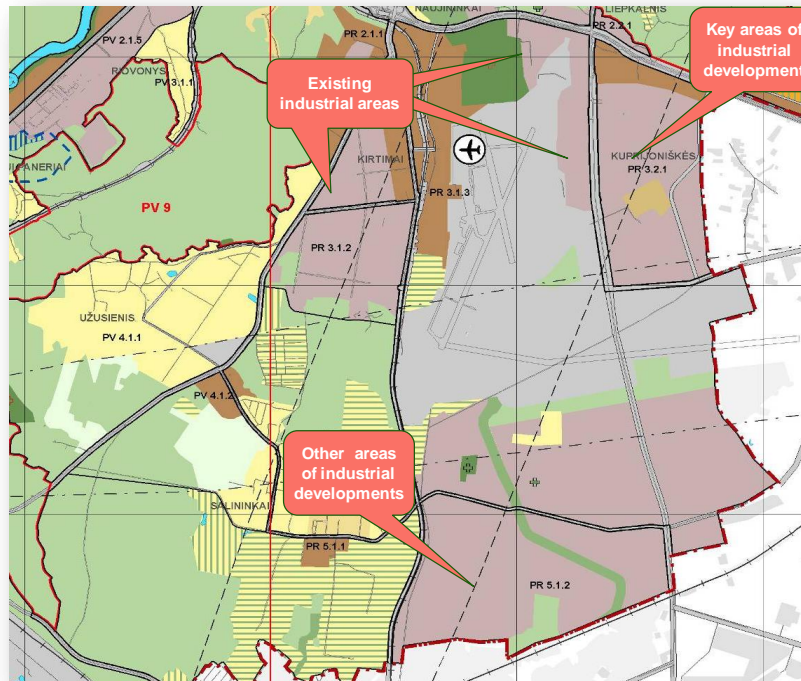 NAUJININKAI
LIEPKALNIS
PR 2.2.1
PV 2.1.5
PR 2.1.1
Key areas of
industrial
development
PV 3.1.1
Existing
industrial areas
KIRTIMAI
KUPRIJONIŠKĖS
PR 3.2.1
PV 9
PR 3.1.3
PR 3.1.2
UŽUSIENIS
PV 4.1.1
PV 4.1.2
Other areas
of industrial
developments
SALININKAI
PR 5.1.1
PR 5.1.2